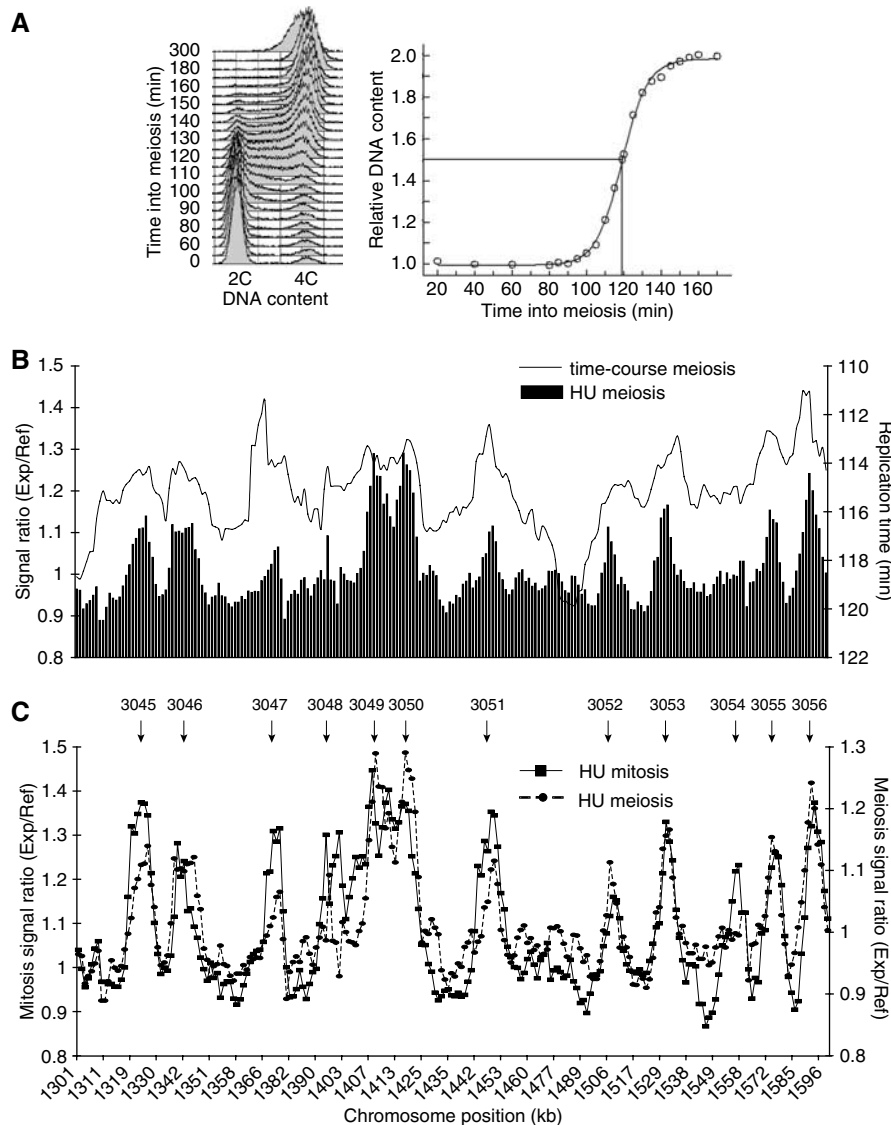 A
Time into meiosis (min)
300
190
180
170
160
150
140
130
120
110
100
90
80
60
0
2C
4C
DNA content
Relative DNA content
2.0
1.8
1.6
1.4
1.2
1.0
20
40
60
80
100
120
140
160
Time into meiosis (min)
B
Signal ratio (Exp/Ref)
1.5
1.4
1.3
1.2
1.1
1
0.9
0.8
time-course meiosis
HU meiosis
110
112
114
116
118
120
122
Replication time (min)
3045 3046 3047 3048 3049 3050 3051 3052 3053 3054 3055 3056
C
Mitosis signal ratio (Exp/Ref)
1.5
1.4
1.3
1.2
1.1
1
0.9
0.8
HU mitosis
HU meiosis
1.3
1.2
1.1
1
0.9
0.8
Meiosis signal ratio
(Exp/Ref)
1301 1311 1319 1330 1342 1351 1358 1366 1382 1390 1403 1407 1413 1425 1435 1442 1453 1460 1477 1489 1506 1517 1529 1538 1549 1558 1572 1585 1596
Chromosome position (kb)